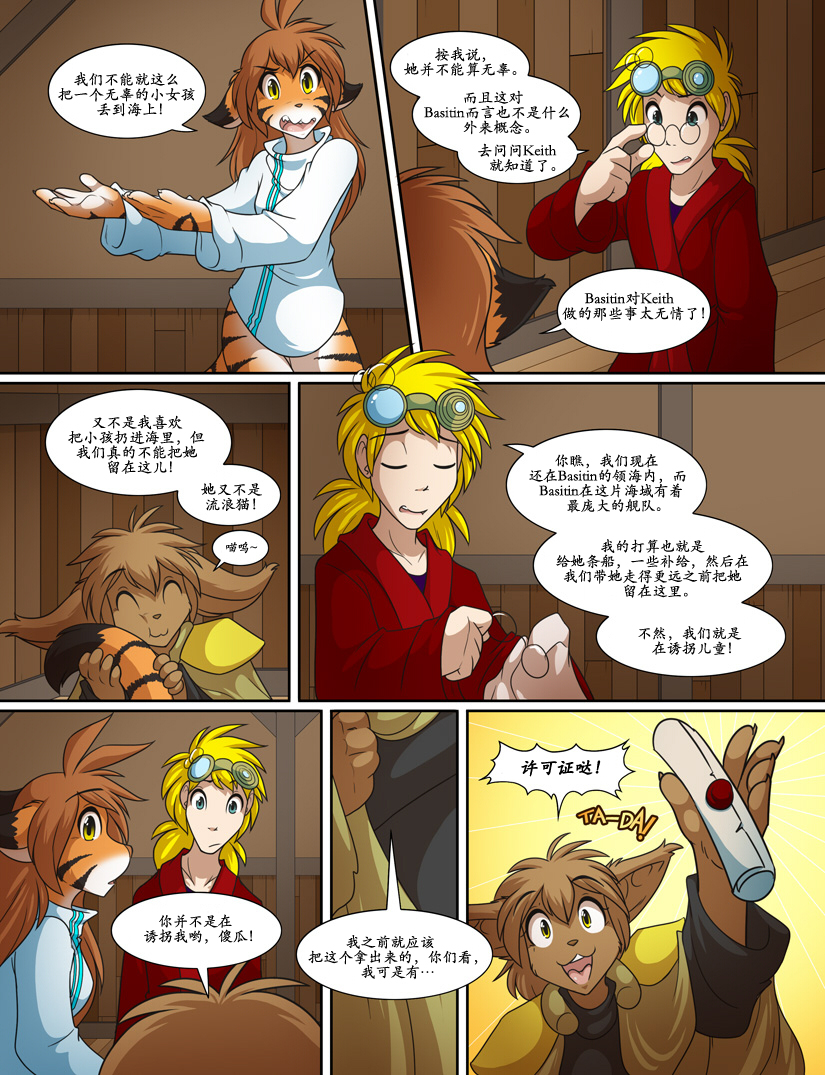 我们不能就这么
把一个无辜的小女孩
丢到海上！
按我说，
她并不能算无辜。
而且这对
Basitin而言也不是什么
外来概念。
去问问Keith
就知道了。
Basitin对Keith
做的那些事太无情了！
又不是我喜欢
把小孩扔进海里，但
我们真的不能把她
留在这儿！
她又不是
流浪猫！
喵呜~
你瞧，我们现在
还在Basitin的领海内，而
Basitin在这片海域有着
最庞大的舰队。
我的打算也就是
给她条船，一些补给，然后在
我们带她走得更远之前把她
留在这里。
不然，我们就是
在诱拐儿童！
你并不是在
诱拐我哟，傻瓜！
我之前就应该
把这个拿出来的，你们看，
我可是有…
许可证哒！
TA-DA!